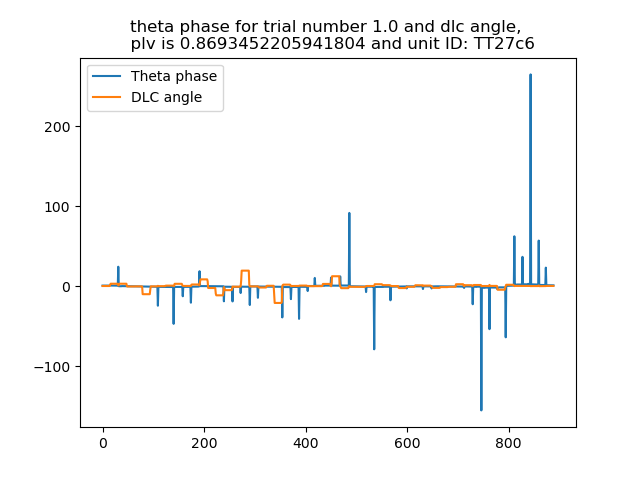 theta phase for trial number 1.0 and dlc angle,
plv is 0.8693452205941804 and unit ID: TT27c6
Theta phase
DLC angle
200
100
0
−100
0 200 400 600 800